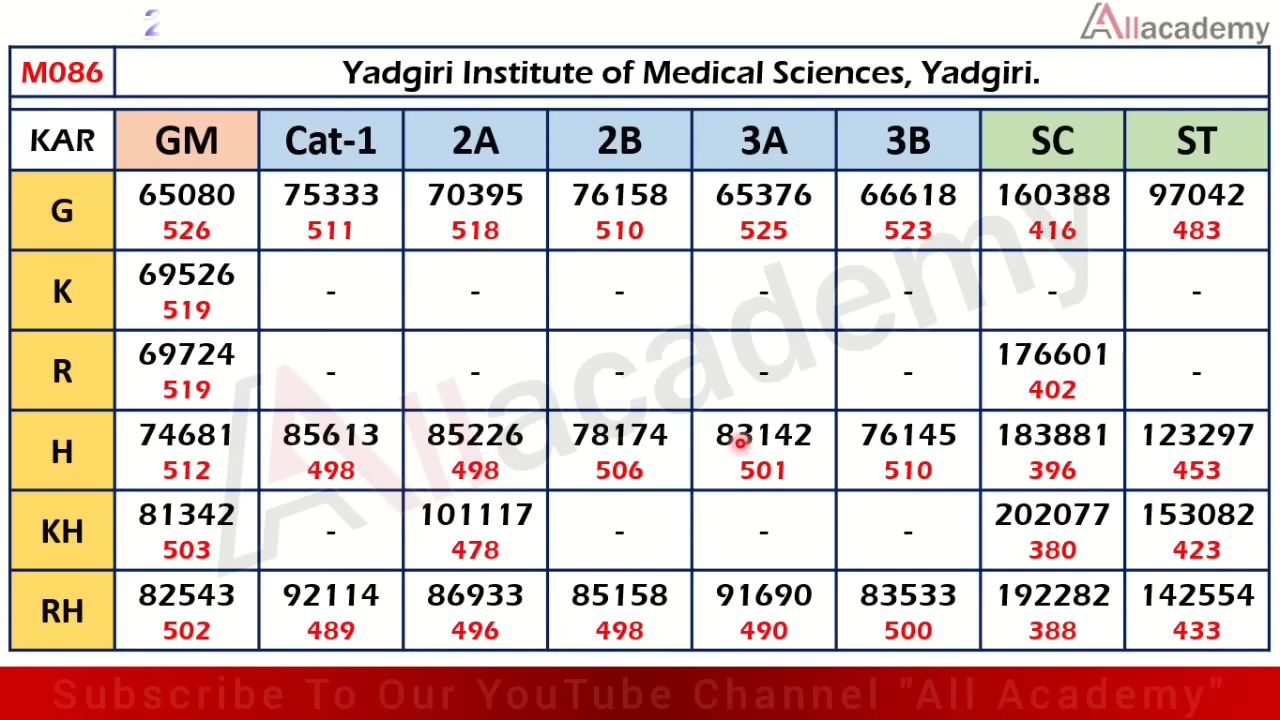 2
Allacademy
M086 Yadgiri Institute of Medical Sciences, Yadgiri.
KAR GM Cat-1 2A 2B 3A 3B SC ST
G 65080 75333 70395 76158 65376 66618 160388 97042
526 511 518 510 525 523 416 483
K 69526 - - - - - - -
519
R 69724 - - - - - 176601 -
519 402
H 74681 85613 85226 78174 83142 76145 183881 123297
512 498 498 506 501 510 396 453
KH 81342 - 101117 - - - 202077 153082
503 478 380 423
RH 82543 92114 86933 85158 91690 83533 192282 142554
502 489 496 498 490 500 388 433
Allacademy
Subscribe To Our YouTube Channel "All Academy"